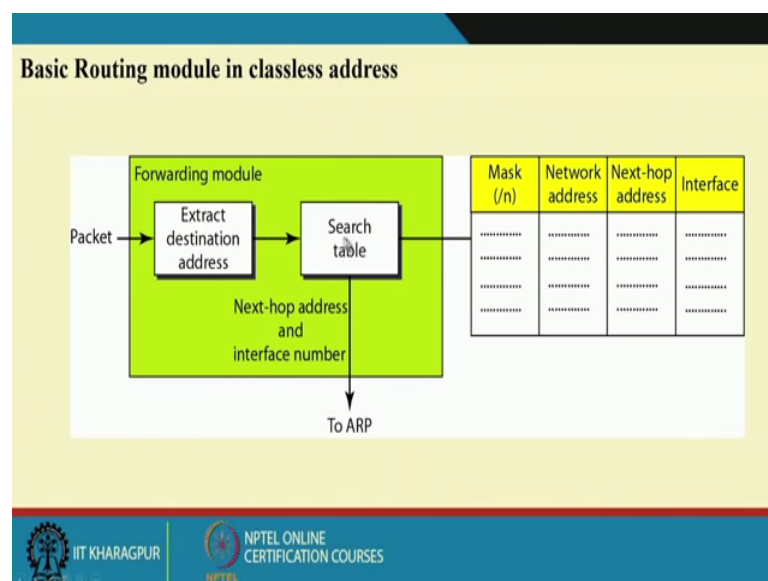 Basic Routing module in classless address
Forwarding module
Packet
Extract
destination
address
Search
table
Next-hop address
and
interface number
To ARP
Mask
(/n)
Network
address
Next-hop
address
Interface
IIT KHARAGPUR
NPTEL ONLINE
CERTIFICATION COURSES
NPTEL